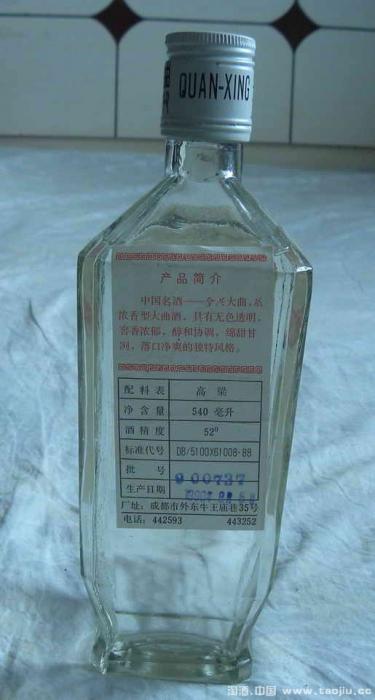 QUAN-XING
产品简介
中国名酒——全兴大曲，系
浓香型大曲酒，具有无色透明，
窖香浓郁，醇和协调，绵甜甘
洌，落口净爽的独特风格。
配料表 高粱
净含量 540 毫升
酒精度 52⁰
标准代号 DB/5100X61008-88
批号 900737
生产日期
厂址：成都市外东牛王庙巷35号
电话：442593 443252
淘酒.中国 www.taojiu.cc